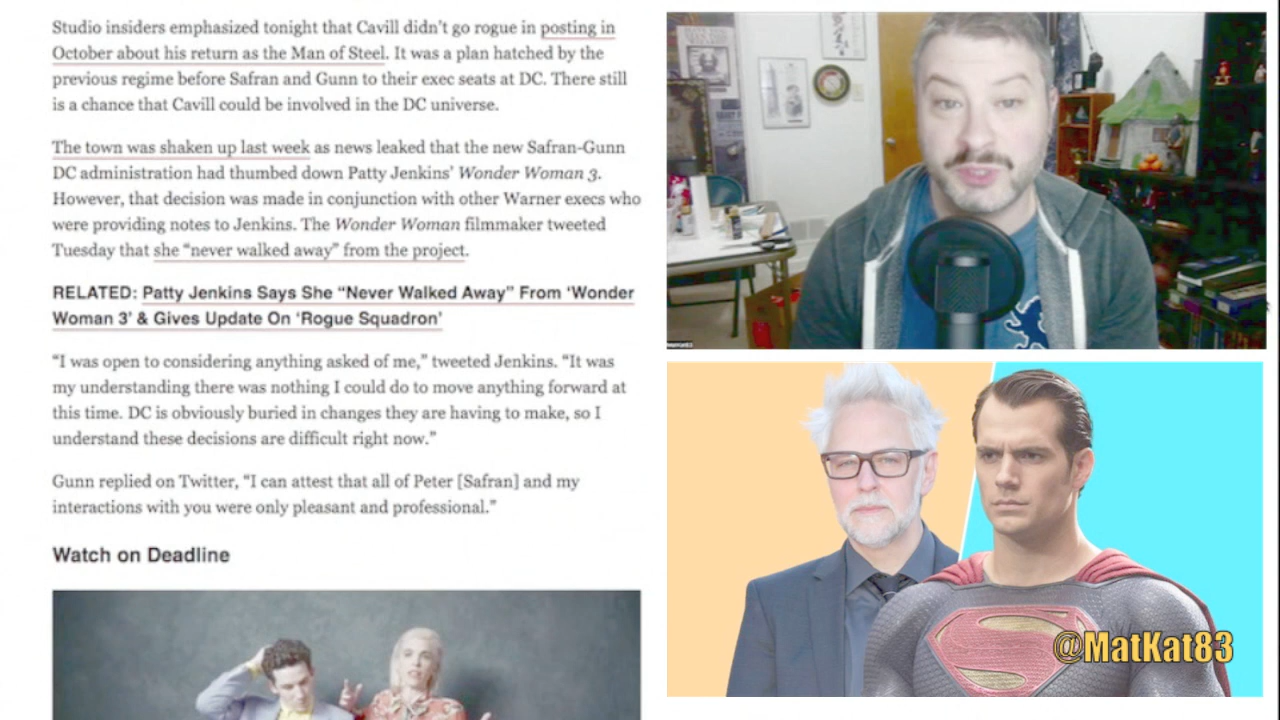 Studio insiders emphasized tonight that Cavill didn’t go rogue in posting in
October about his return as the Man of Steel. It was a plan hatched by the
previous regime before Safran and Gunn to their exec seats at DC. There still
is a chance that Cavill could be involved in the DC universe.
The town was shaken up last week as news leaked that the new Safran-Gunn
DC administration had thumbed down Patty Jenkins’ Wonder Woman 3.
However, that decision was made in conjunction with other Warner execs who
were providing notes to Jenkins. The Wonder Woman filmmaker tweeted
Tuesday that she “never walked away” from the project.
RELATED: Patty Jenkins Says She “Never Walked Away” From ‘Wonder
Woman 3’ & Gives Update On ‘Rogue Squadron’
“I was open to considering anything asked of me,” tweeted Jenkins. “It was
my understanding there was nothing I could do to move anything forward at
this time. DC is obviously buried in changes they are having to make, so I
understand these decisions are difficult right now.”
Gunn replied on Twitter, “I can attest that all of Peter [Safran] and my
interactions with you were only pleasant and professional.”
Watch on Deadline
MatKat83
@MatKat83